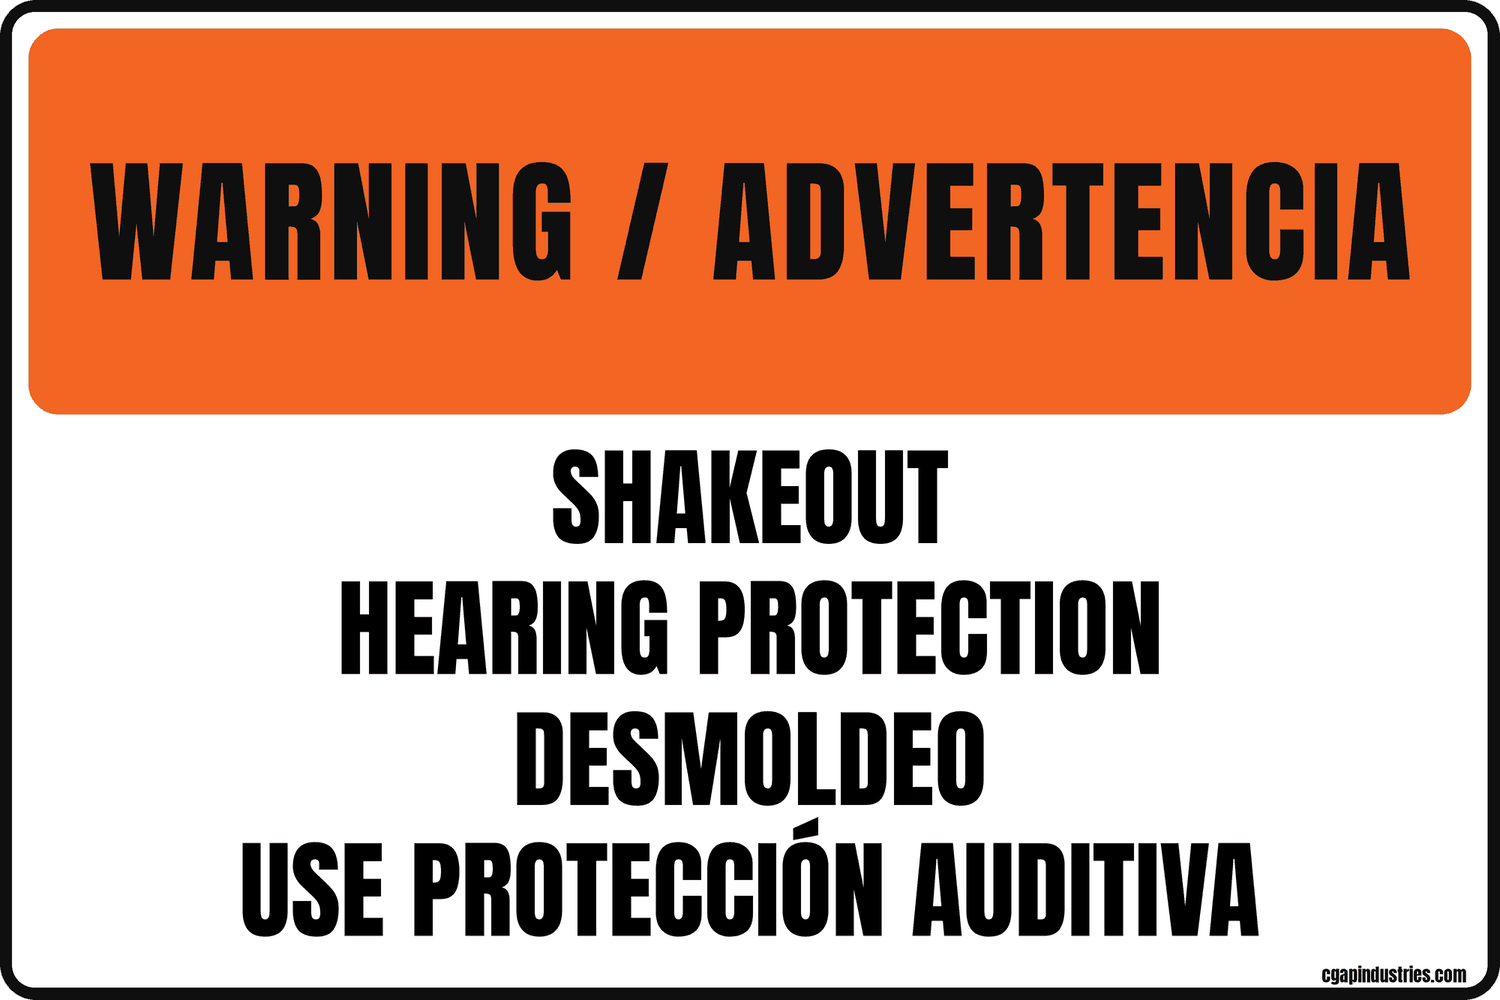 WARNING / ADVERTENCIA
SHAKEOUT
HEARING PROTECTION
DESMOLDEO
USE PROTECCIÓN AUDITIVA
cgapindustries.com